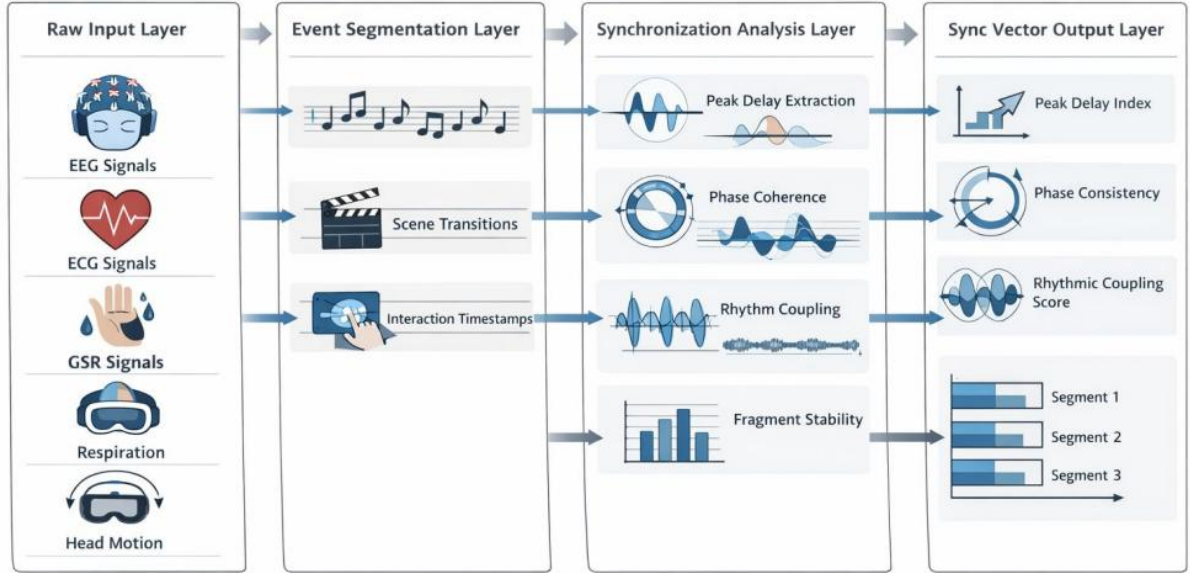 Raw Input Layer
EEG Signals
ECG Signals
GSR Signals
Respiration
Head Motion
Event Segmentation Layer
Scene Transitions
Interaction Timestamps
Synchronization Analysis Layer
Peak Delay Extraction
Phase Coherence
Rhythm Coupling
Fragment Stability
Sync Vector Output Layer
Peak Delay Index
Phase Consistency
Rhythmic Coupling
Score
Segment 1
Segment 2
Segment 3